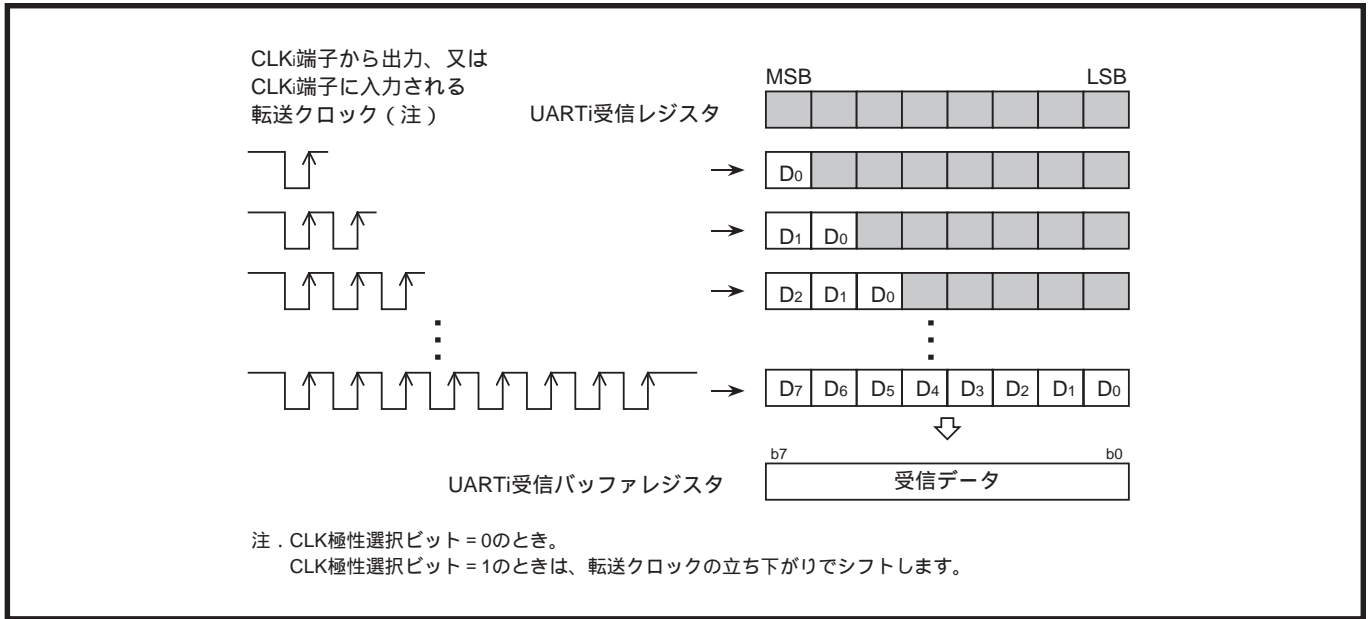 CLKi端子から出力、又は
CLKi端子に入力される
転送クロック（注）
UARTi受信レジスタ
MSB LSB
D0
D1 D0
D2 D1 D0
D7 D6 D5 D4 D3 D2 D1 D0
b7 b0
UARTi受信バッファレジスタ
受信データ
注．CLK極性選択ビット = 0のとき。
CLK極性選択ビット = 1のときは、転送クロックの立ち下がりでシフトします。